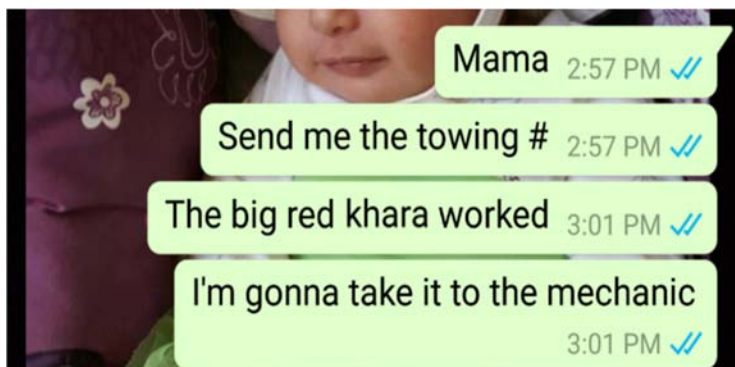 Mama 2:57 PM
Send me the towing # 2:57 PM
The big red khara worked 3:01 PM
I'm gonna take it to the mechanic
3:01 PM